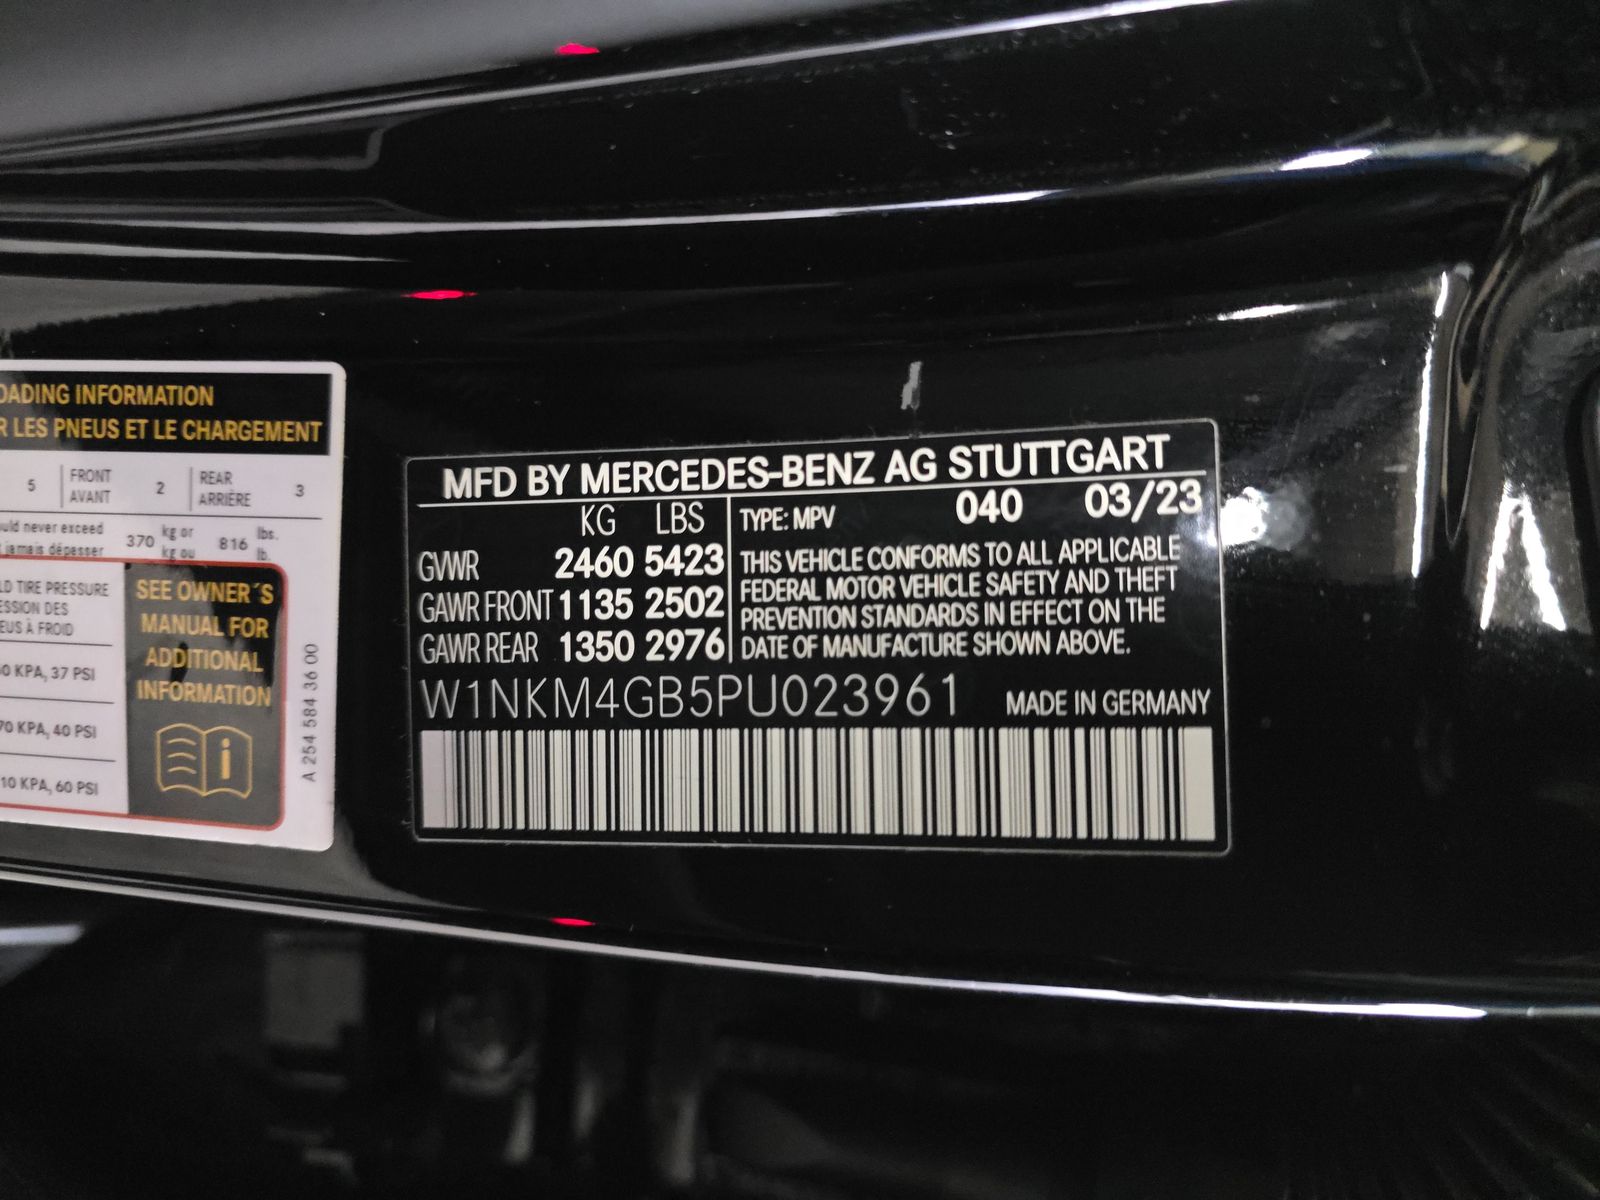 OADING INFORMATION
R LES PNEUS ET LE CHARGEMENT
5 FRONT AVANT 2 REAR ARRIÈRE 3
uld never exceed 370 kg or 816 lbs.
jamais dépasser kg ou lb.
LD TIRE PRESSURE
ESSION DES
EUS À FROID
0 KPA, 37 PSI
70 KPA, 40 PSI
10 KPA, 60 PSI
SEE OWNER´S
MANUAL FOR
ADDITIONAL
INFORMATION
i
A 254 584 36 00
MFD BY MERCEDES-BENZ AG STUTTGART
KG LBS
GVWR 2460 5423
GAWR FRONT 1135 2502
GAWR REAR 1350 2976
TYPE: MPV 040 03/23
THIS VEHICLE CONFORMS TO ALL APPLICABLE
FEDERAL MOTOR VEHICLE SAFETY AND THEFT
PREVENTION STANDARDS IN EFFECT ON THE
DATE OF MANUFACTURE SHOWN ABOVE.
W1NKM4GB5PU023961 MADE IN GERMANY